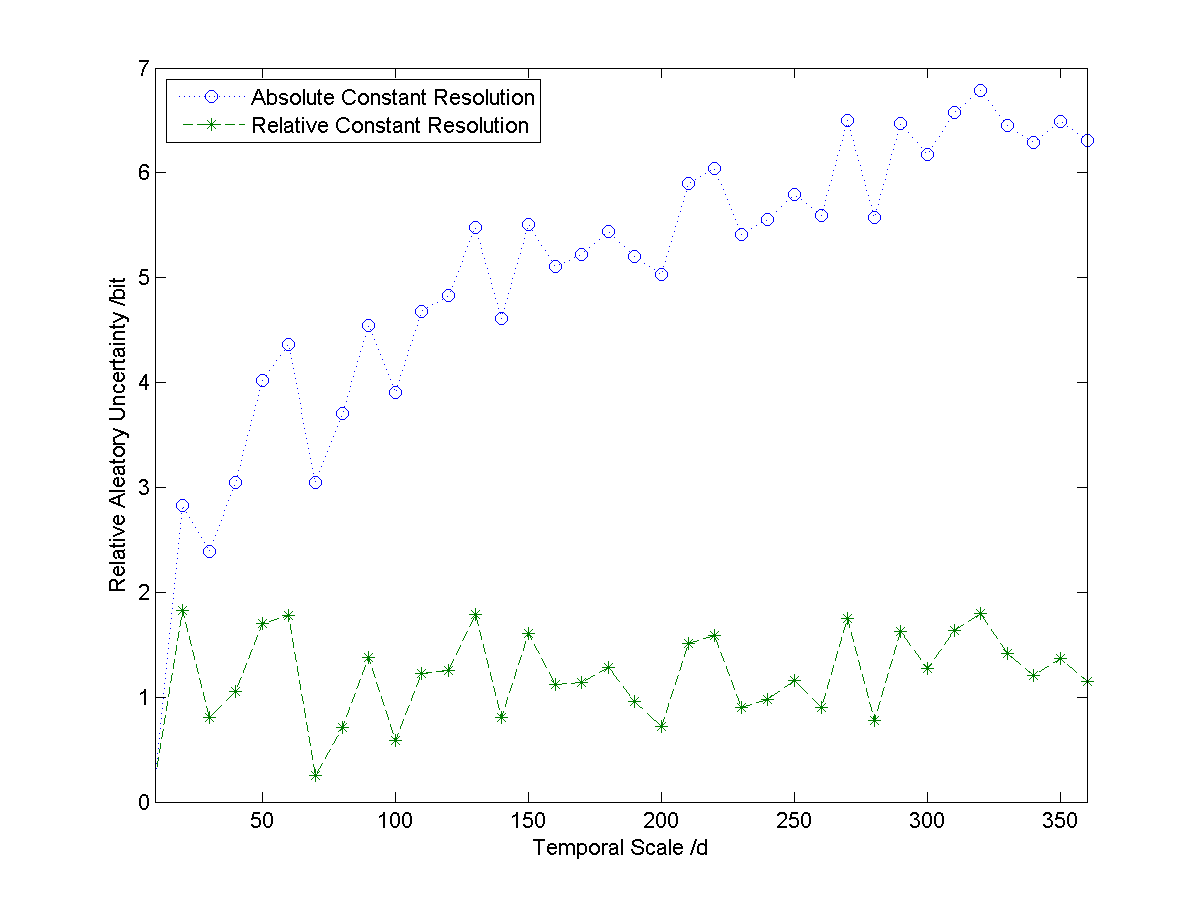 7
6
5
4
3
2
1
0
Relative Aleatory Uncertainty /bit
Absolute Constant Resolution
Relative Constant Resolution
50 100 150 200 250 300 350
Temporal Scale /d